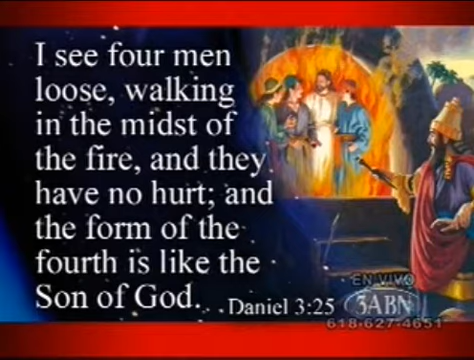 I see four men
loose, walking
in the midst of
the fire, and they
have no hurt; and
the form of the
fourth is like the
Son of God.
Daniel 3:25
EN VIVO
3ABN
618-627-4651